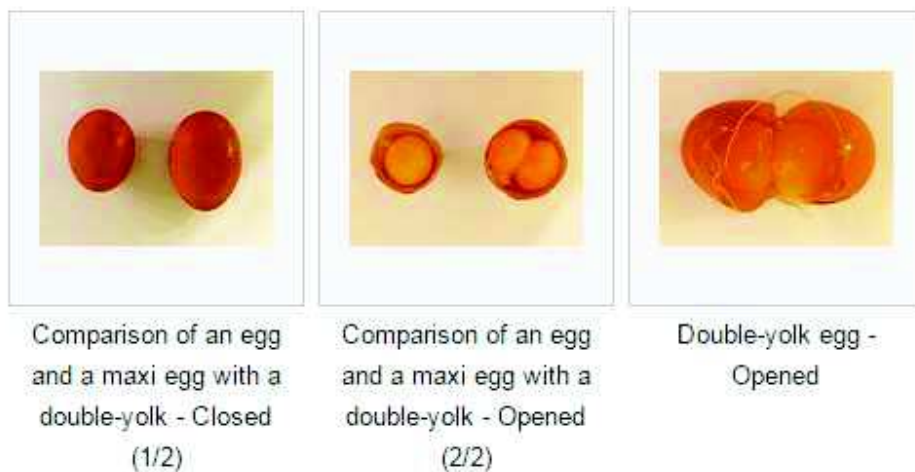 Comparison of an egg
and a maxi egg with a
double-yolk - Closed
(1/2)
Comparison of an egg
and a maxi egg with a
double-yolk - Opened
(2/2)
Double-yolk egg -
Opened